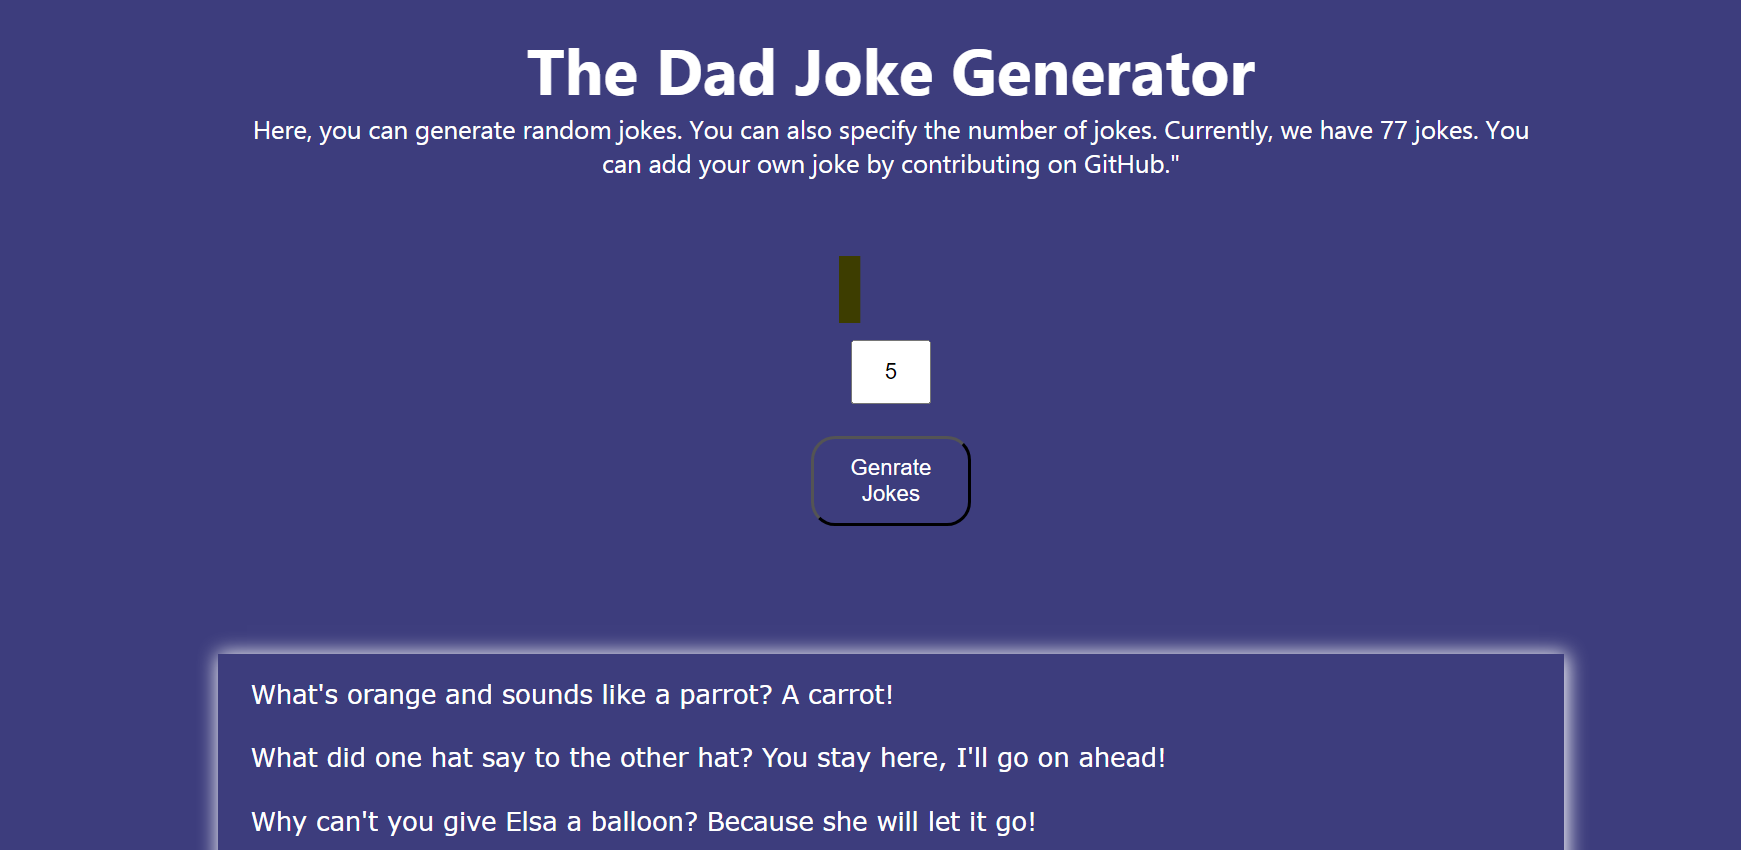 The Dad Joke Generator
Here, you can generate random jokes. You can also specify the number of jokes. Currently, we have 77 jokes. You
can add your own joke by contributing on GitHub."
5
Genrate
Jokes
What's orange and sounds like a parrot? A carrot!
What did one hat say to the other hat? You stay here, I'll go on ahead!
Why can't you give Elsa a balloon? Because she will let it go!